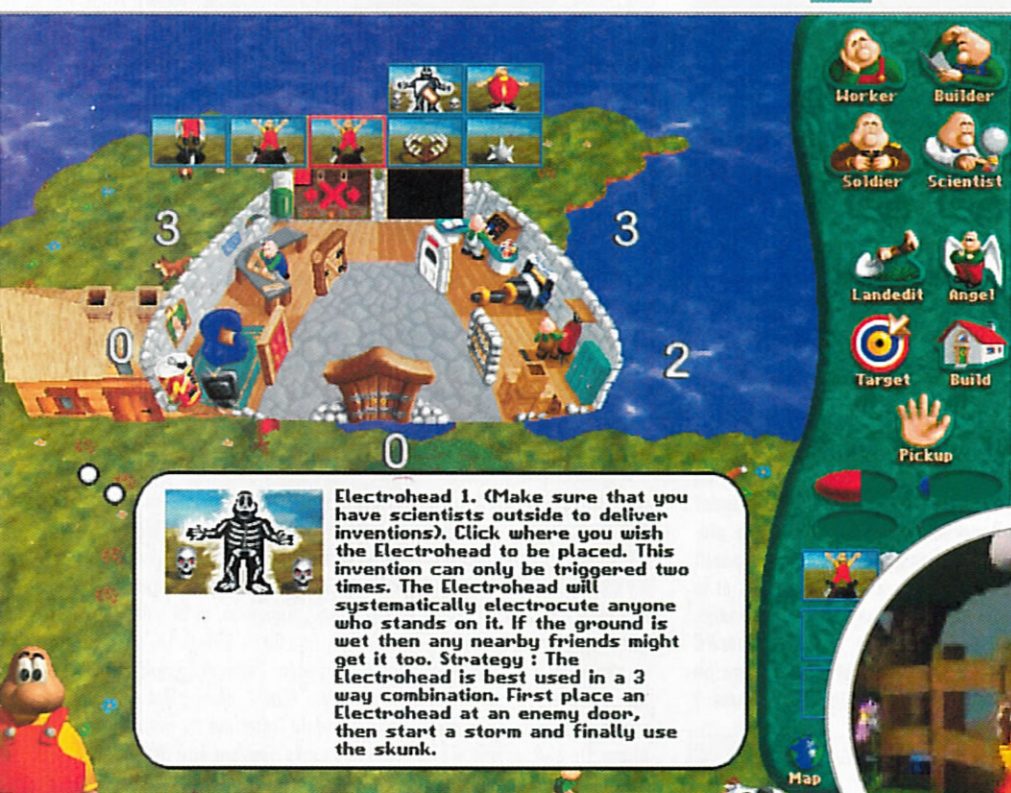 Worker Builder
Soldier Scientist
3
3
Landedit Angel
0
2
Target Build
0
Pickup
Electrohead 1. (Make sure that you
have scientists outside to deliver
inventions). Click where you wish
the Electrohead to be placed. This
invention can only be triggered two
times. The Electrohead will
systematically electrocute anyone
who stands on it. If the ground is
wet then any nearby friends might
get it too. Strategy : The
Electrohead is best used in a 3
way combination. First place an
Electrohead at an enemy door,
then start a storm and finally use
the skunk.
Map